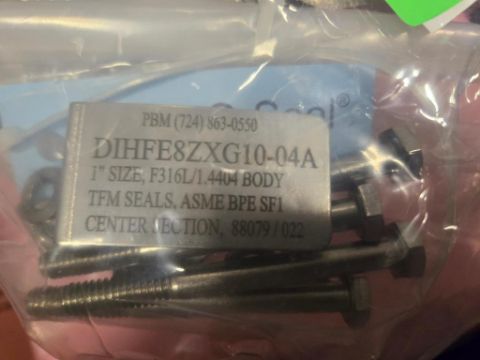 Seal®
PBM (724) 863-0550
DIHFE8ZXG10-04A
1" SIZE, F316L/1.4404 BODY
TFM SEALS, ASME BPE SF1
CENTER SECTION, 88079 / 022